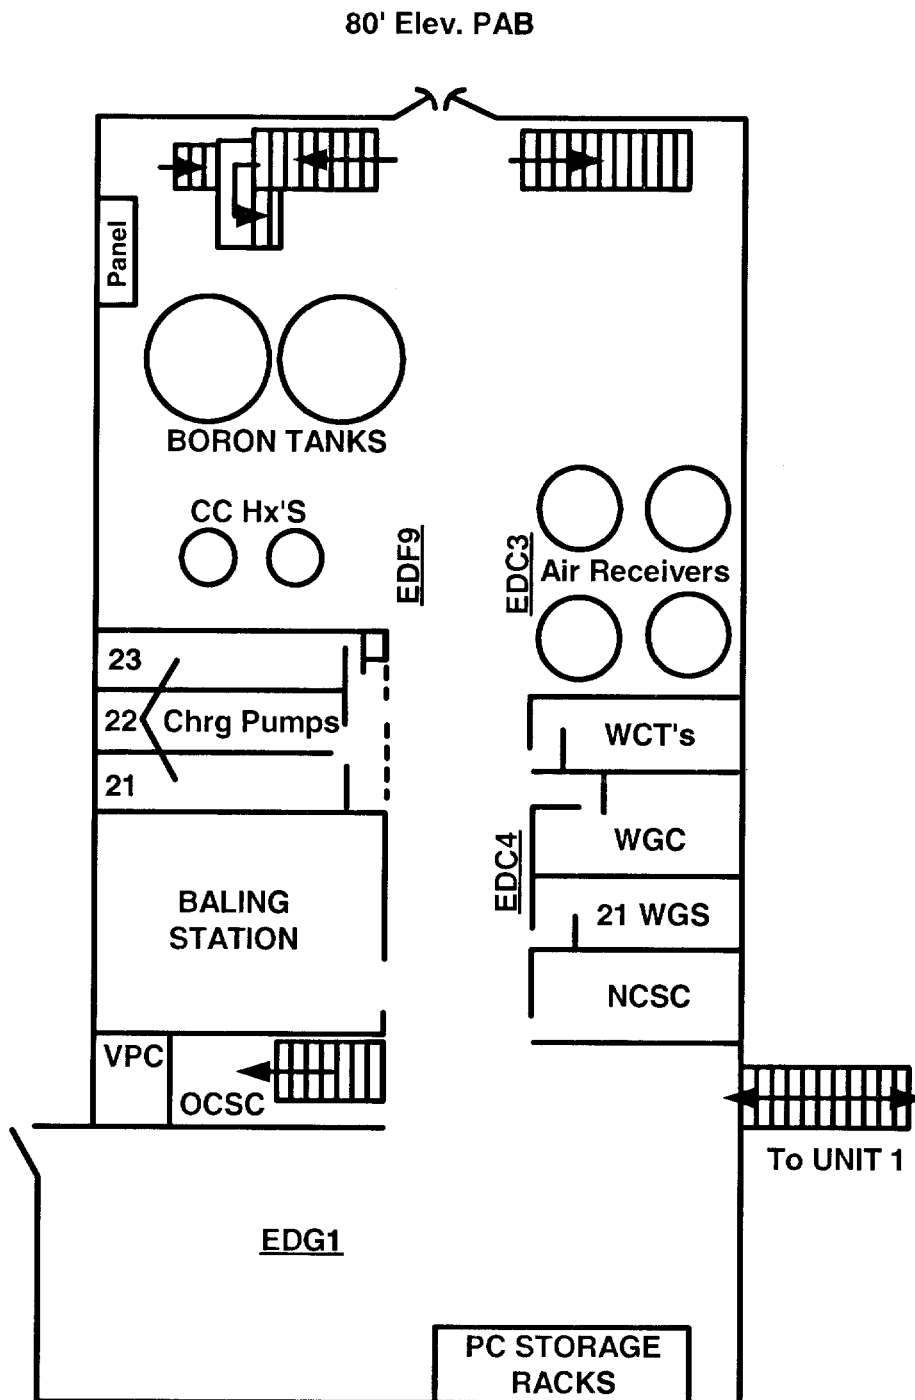 80' Elev. PAB
Panel
BORON TANKS
CC Hx'S
EDF9
EDC3
Air Receivers
23
22 Chrg Pumps
21
WCT's
WGC
EDC4
BALING
STATION
21 WGS
NCSC
VPC
OCSC
To UNIT 1
EDG1
PC STORAGE
RACKS